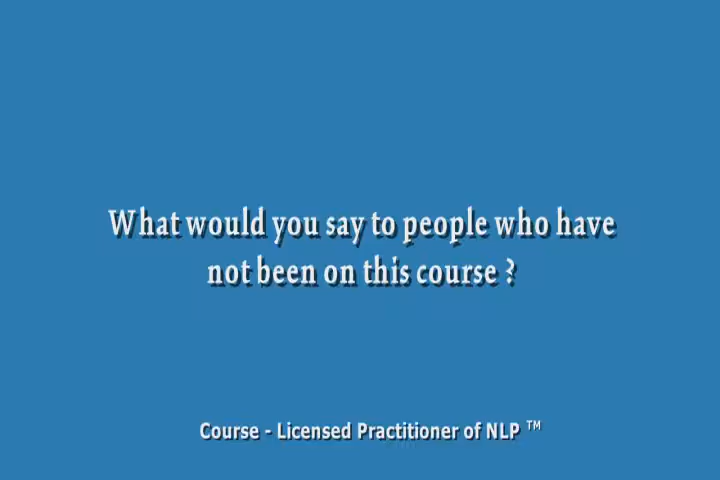 What would you say to people who have
not been on this course ?
Course - Licensed Practitioner of NLP ™